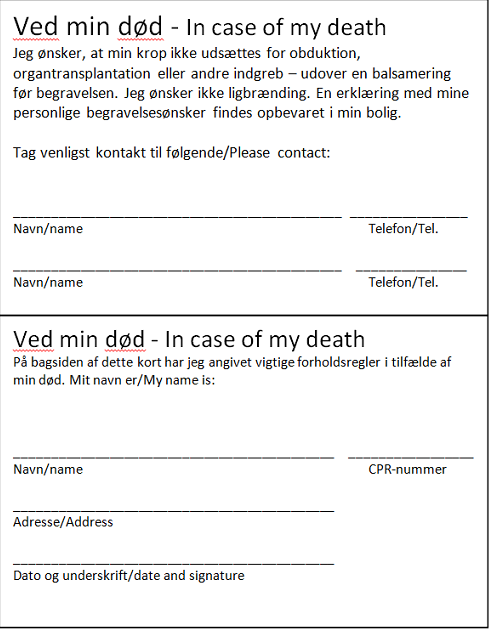 Ved min død - In case of my death
Jeg ønsker, at min krop ikke udsættes for obduktion,
organtransplantation eller andre indgreb – udover en balsamering
før begravelsen. Jeg ønsker ikke ligbrænding. En erklæring med mine
personlige begravelsesønsker findes opbevaret i min bolig.
Tag venligst kontakt til følgende/Please contact:
Navn/name Telefon/Tel.
Navn/name Telefon/Tel.
Ved min død - In case of my death
På bagsiden af dette kort har jeg angivet vigtige forholdsregler i tilfælde af
min død. Mit navn er/My name is:
Navn/name CPR-nummer
Adresse/Address
Dato og underskrift/date and signature